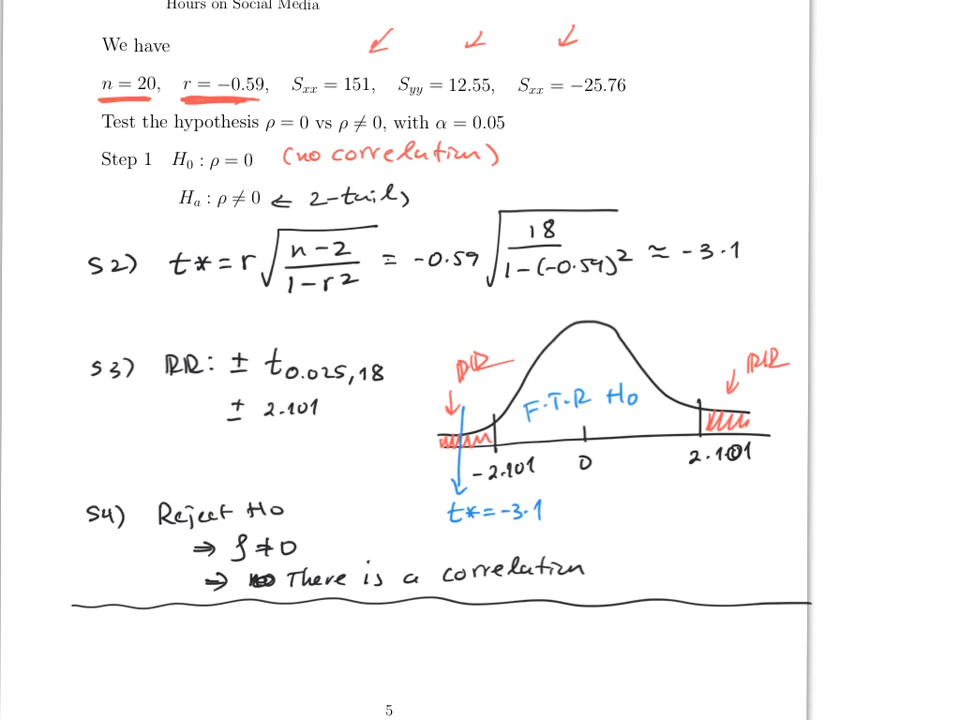 Hours on Social Media
We have
n = 20, r = −0.59, Sxx = 151, Syy = 12.55, Sxx = −25.76
Test the hypothesis ρ = 0 vs ρ ≠ 0, with α = 0.05
Step 1 H₀ : ρ = 0 (no correlation)
Hₐ : ρ ≠ 0 ← 2-tails
S2) t* = r √((n-2)/(1-r²)) = -0.59 √(18/(1-(-0.59)²)) ≈ -3.1
S3) RR: ± t0.025,18
± 2.101
RR
RR
F.T.R Ho
-2.101 0 2.101
t* = -3.1
S4) Reject Ho
⇒ ρ ≠ 0
⇒ There is a correlation
5